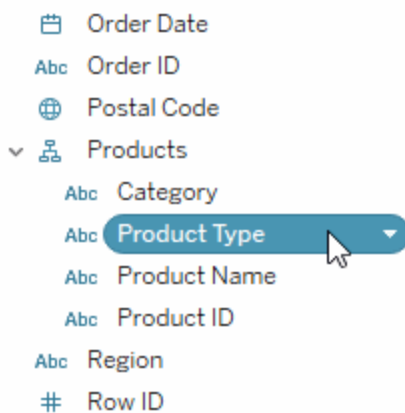 Order Date
Abc Order ID
Postal Code
Products
Abc Category
Abc Product Type
Abc Product Name
Abc Product ID
Abc Region
# Row ID